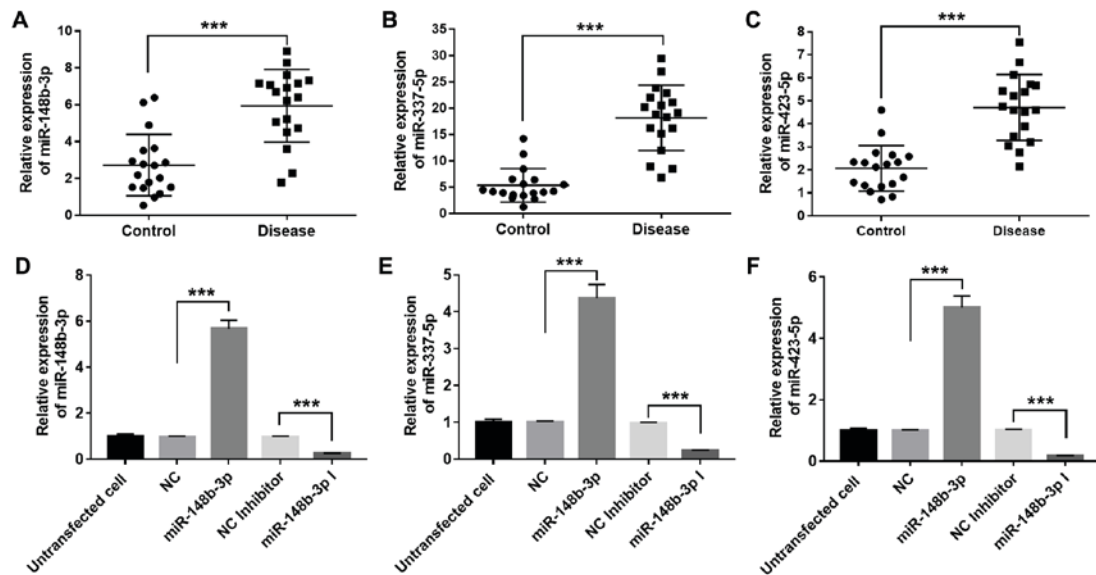 A
Relative expression
of miR-148b-3p
10
8
6
4
2
0
***
Control
Disease
B
Relative expression
of miR-337-5p
40
30
20
15
10
5
0
***
Control
Disease
C
Relative expression
of miR-423-5p
8
7
6
5
4
3
2
1
0
***
Control
Disease
D
Relative expression
of miR-148b-3p
8
6
4
2
0
***
***
Untransfected cell
NC
miR-148b-3p
NC Inhibitor
miR-148b-3p I
E
Relative expression
of miR-337-5p
5
4
3
2
1
0
***
***
Untransfected cell
NC
miR-148b-3p
NC Inhibitor
miR-148b-3p I
F
Relative expression
of miR-423-5p
6
4
2
0
***
***
Untransfected cell
NC
miR-148b-3p
NC Inhibitor
miR-148b-3p I